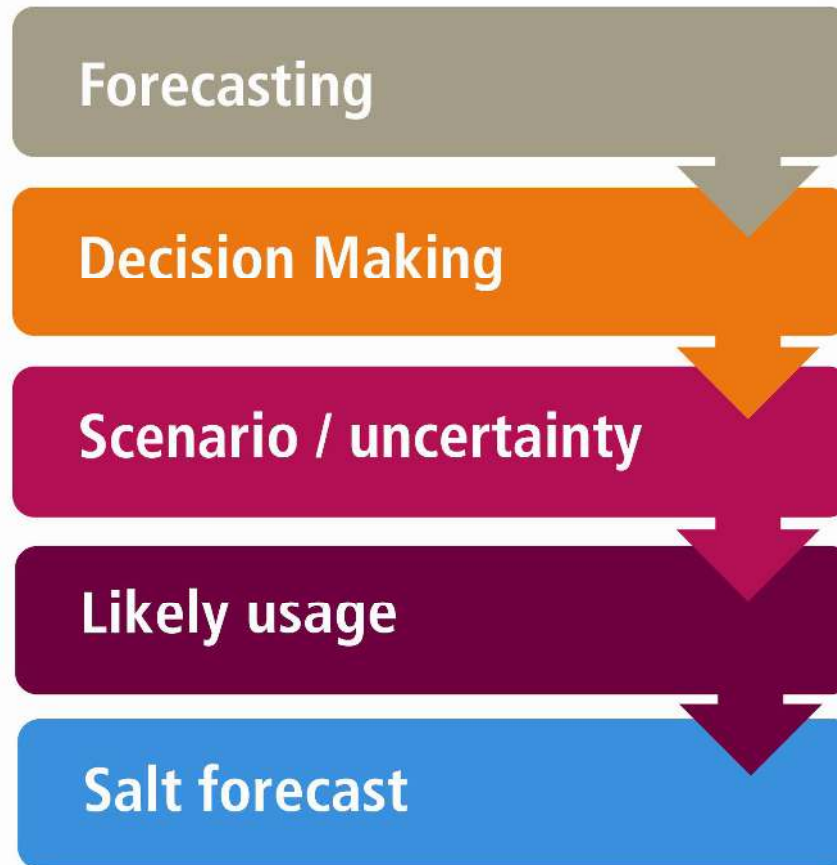 Forecasting
Decision Making
Scenario / uncertainty
Likely usage
Salt forecast